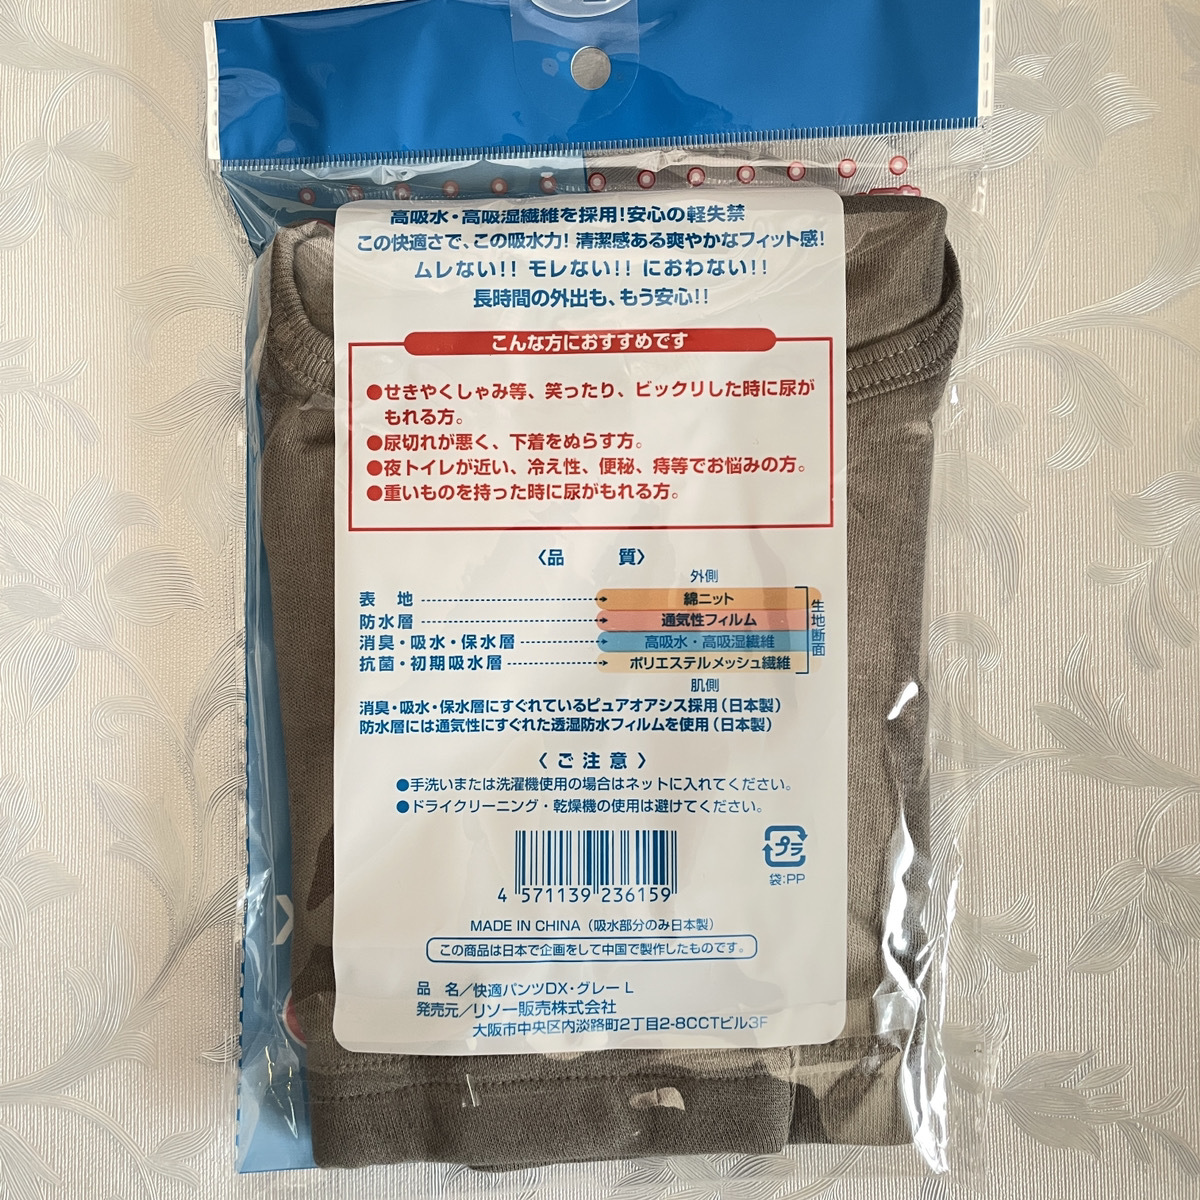 高吸水・高吸湿繊維を採用!安心の軽失禁
この快適さで、この吸水力! 清潔感ある爽やかなフィット感!
ムレない!! モレない!! におわない!!
長時間の外出も、もう安心!!
こんな方におすすめです
●せきやくしゃみ等、笑ったり、ビックリした時に尿が
もれる方。
●尿切れが悪く、下着をぬらす方。
●夜トイレが近い、冷え性、便秘、痔等でお悩みの方。
●重いものを持った時に尿がもれる方。
〈品 質〉
外側
表 地 綿ニット
防水層 通気性フィルム
消臭・吸水・保水層 高吸水・高吸湿繊維
抗菌・初期吸水層 ポリエステルメッシュ繊維
生地断面
肌側
消臭・吸水・保水層にすぐれているピュアオアシス採用(日本製)
防水層には通気性にすぐれた透湿防水フィルムを使用(日本製)
〈ご注意〉
●手洗いまたは洗濯機使用の場合はネットに入れてください。
●ドライクリーニング・乾燥機の使用は避けてください。
プラ
袋:PP
4 571139 236159
MADE IN CHINA(吸水部分のみ日本製)
この商品は日本で企画をして中国で製作したものです。
品 名/快適パンツDX・グレー L
発売元/リソー販売株式会社
大阪市中央区内淡路町2丁目2-8CCTビル3F